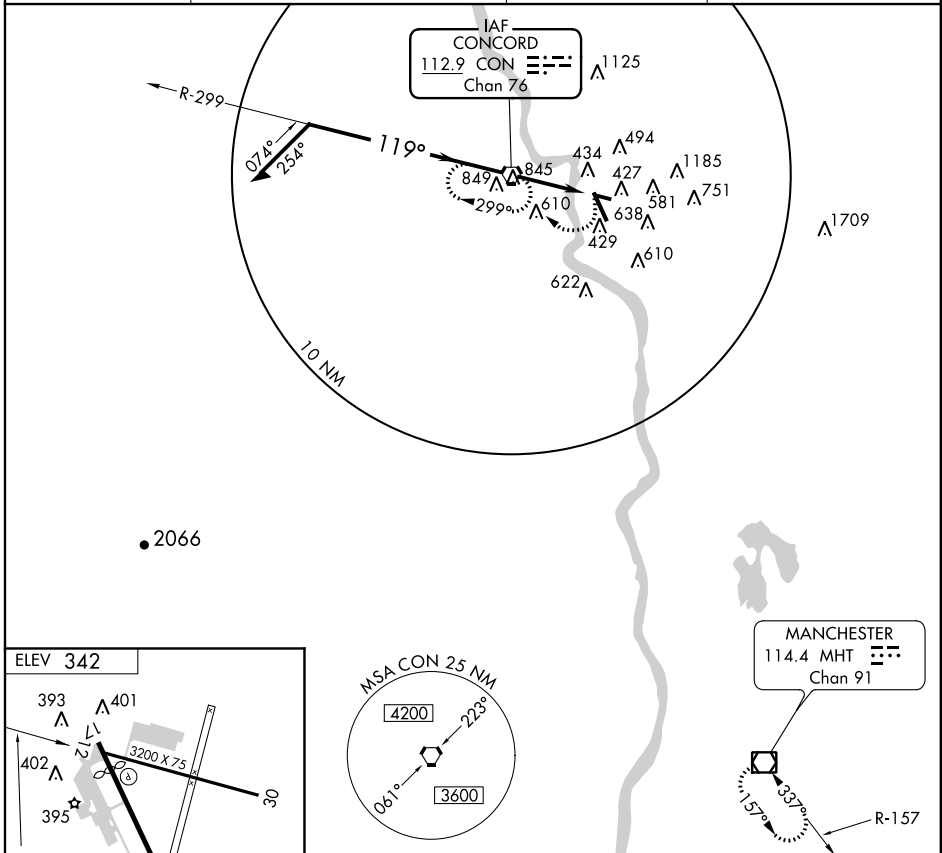 IAF
CONCORD
112.9 CON
Chan 76
1125
R-299
074°
254°
119°
494
434
1185
849
845
427
751
581
299°
610
638
1709
429
610
622
10 NM
2066
MANCHESTER
114.4 MHT
Chan 91
ELEV 342
MSA CON 25 NM
393
401
4200
223°
17
12
3200 X 75
402
P
061°
3600
395
30
337°
157°
R-157